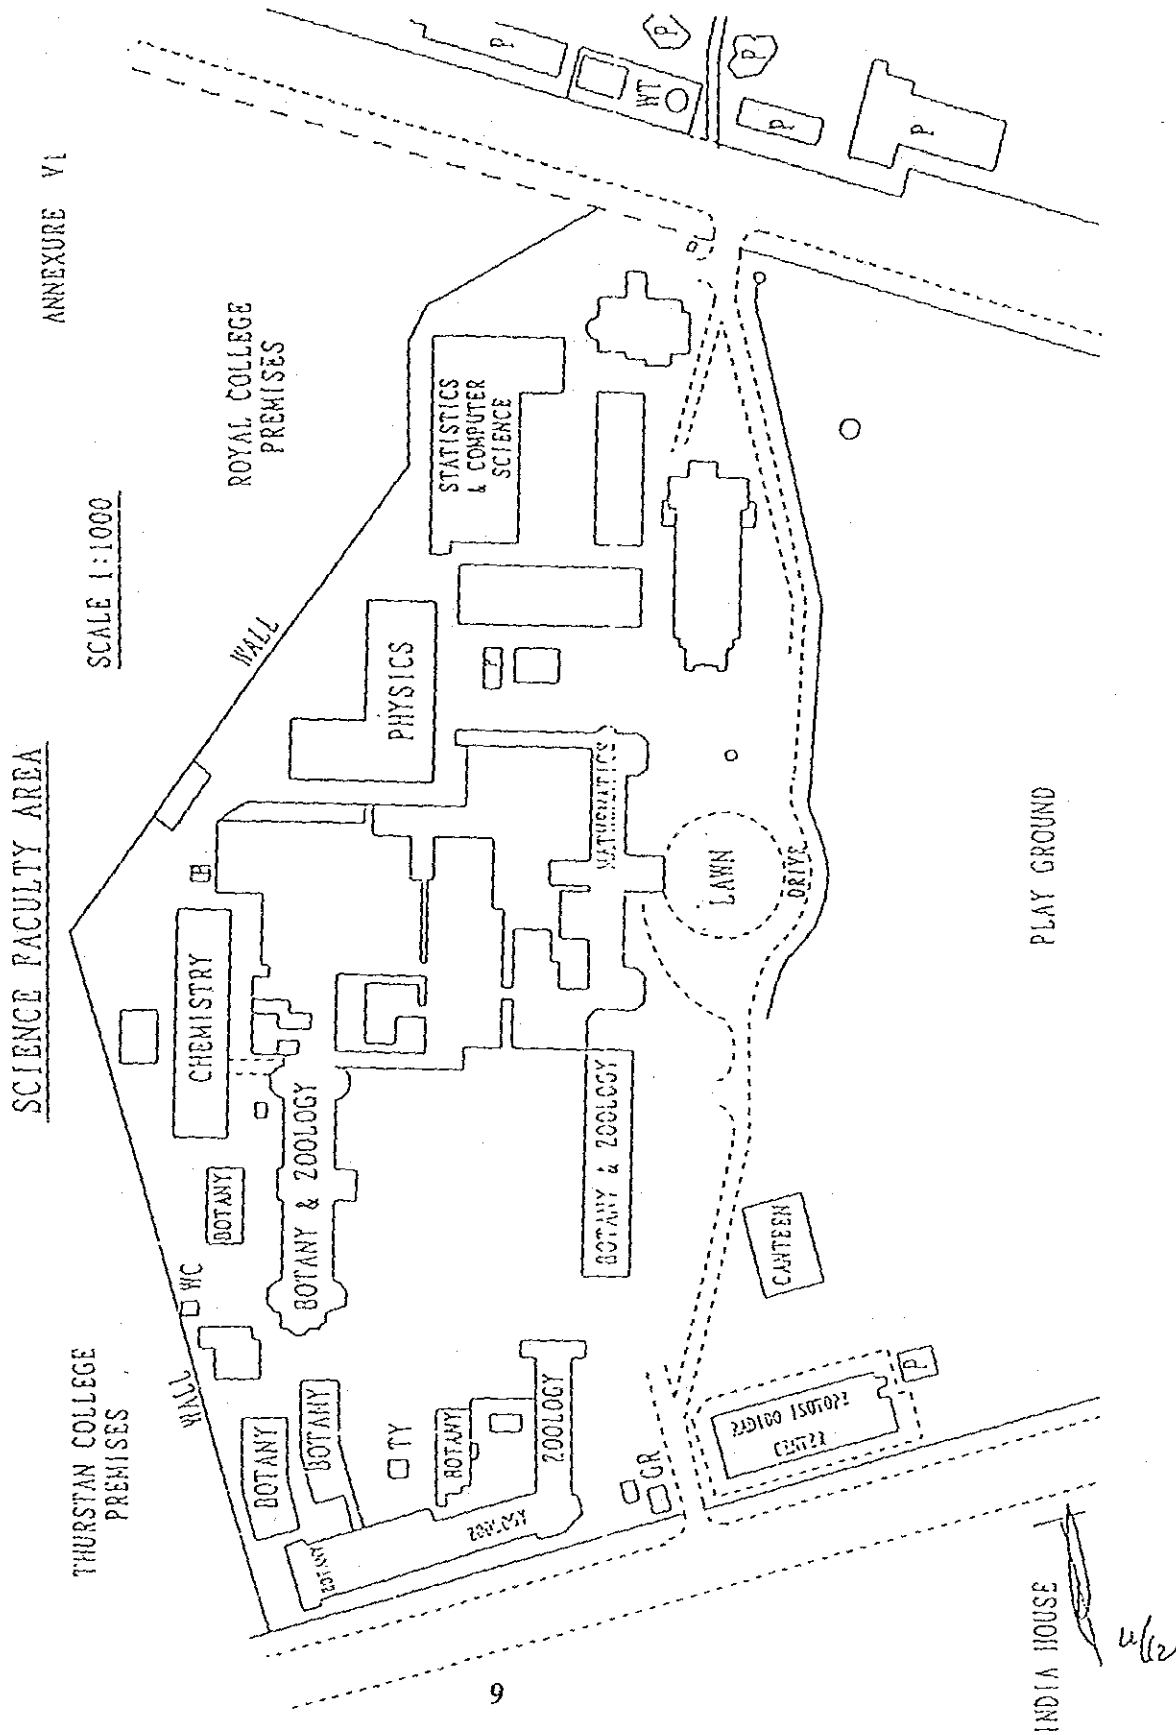 ANNEXURE VI
SCIENCE FACULTY AREA
SCALE 1:1000
THURSTAN COLLEGE
PREMISES
ROYAL COLLEGE
PREMISES
WALL
WALL
WC
CHEMISTRY
BOTANY
BOTANY & ZOOLOGY
PHYSICS
STATISTICS
& COMPUTER
SCIENCE
BOTANY
BOTANY
TY
BOTANY
ZOOLOGY
BOTANY
ZOOLOGY
BOTANY & ZOOLOGY
MATHEMATICS
LAWN
DRIVE
GR
CANTEEN
RADIO ISOTOPE
CENTER
P
P
P
P
WT
P
P
PLAY GROUND
INDIA HOUSE
9